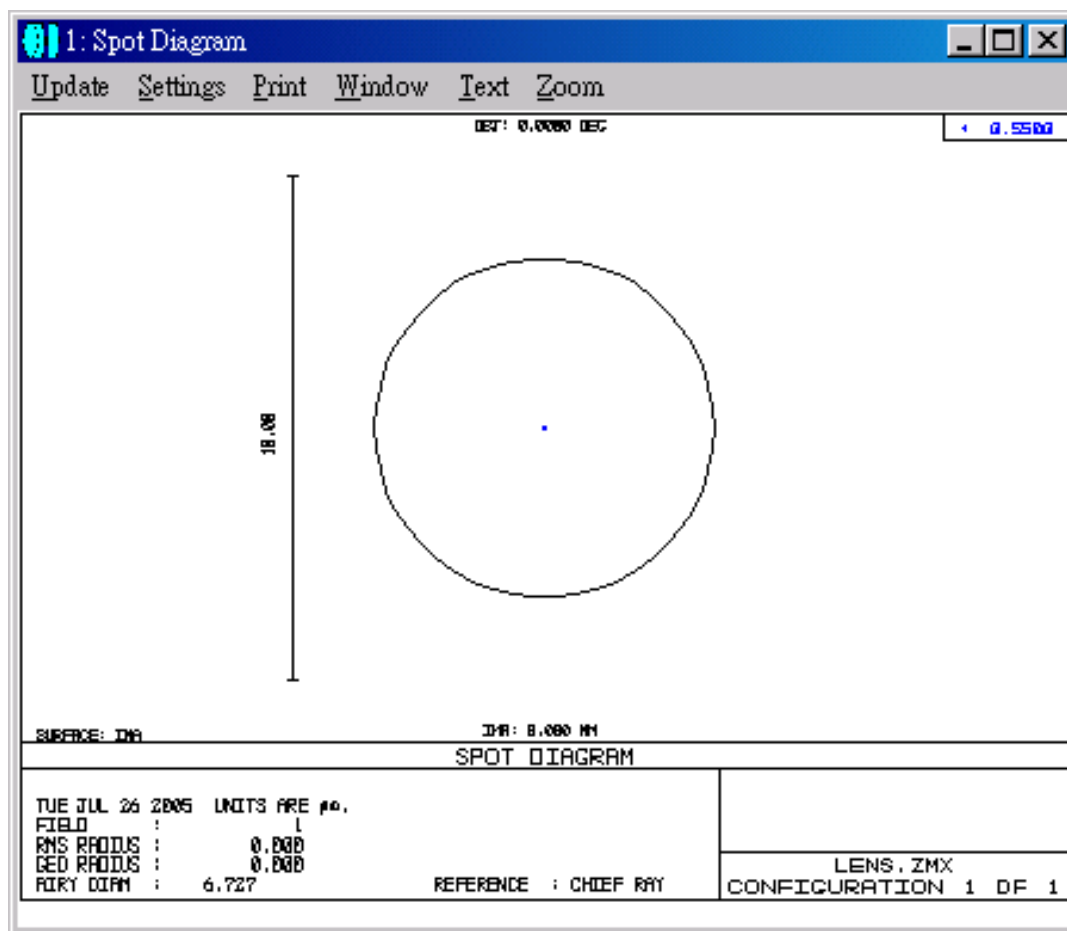 1: Spot Diagram
Update Settings Print Window Text Zoom
OBJ: 0.0000 DEG
0.5500
10.00
SURFACE: IMA
IMA: 0.000 MM
SPOT DIAGRAM
TUE JUL 26 2005 UNITS ARE µm.
FIELD : 1
RMS RADIUS : 0.000
GEO RADIUS : 0.000
AIRY DIAM : 6.727 REFERENCE : CHIEF RAY
LENS.ZMX
CONFIGURATION 1 OF 1